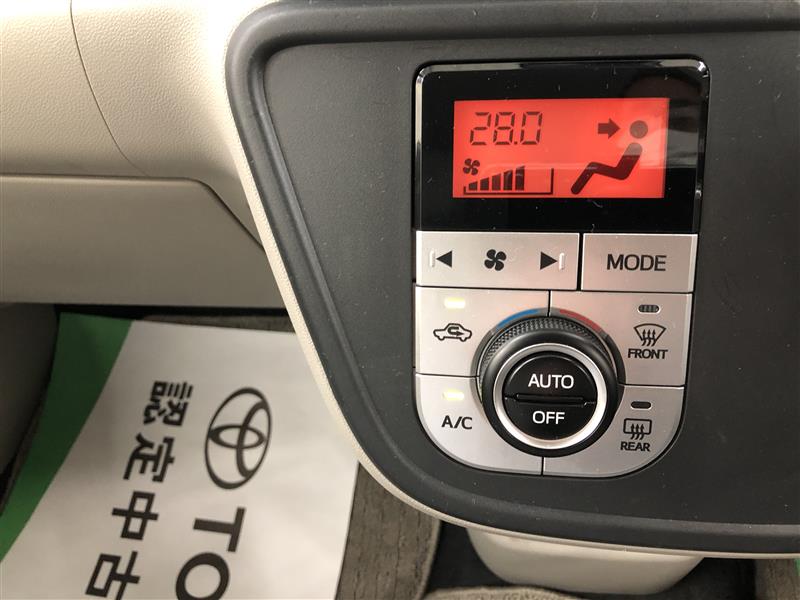 28.0
MODE
FRONT
AUTO
OFF
A/C
REAR
TO
認定中古